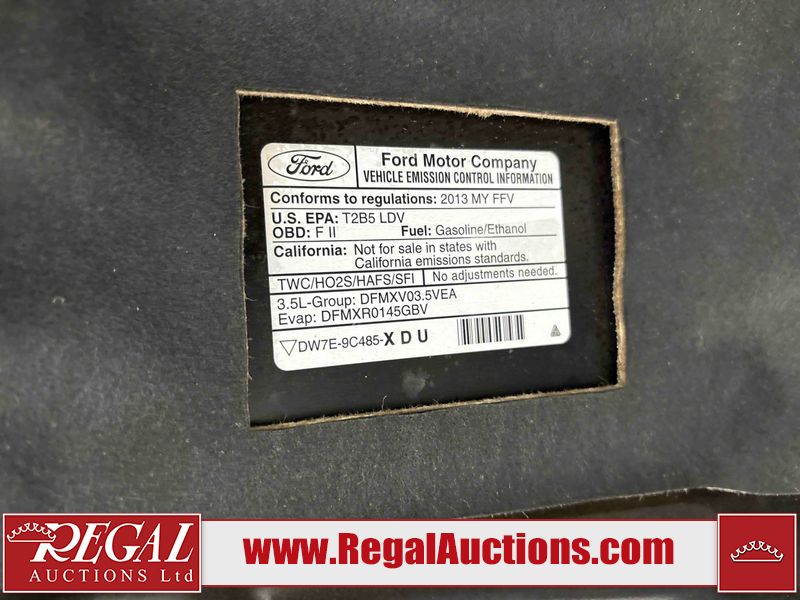 Ford
Ford Motor Company
VEHICLE EMISSION CONTROL INFORMATION
Conforms to regulations: 2013 MY FFV
U.S. EPA: T2B5 LDV
OBD: F II Fuel: Gasoline/Ethanol
California: Not for sale in states with
California emissions standards.
TWC/HO2S/HAFS/SFI No adjustments needed.
3.5L-Group: DFMXV03.5VEA
Evap: DFMXR0145GBV
DW7E-9C485-X D U
REGAL
AUCTIONS Ltd
www.RegalAuctions.com